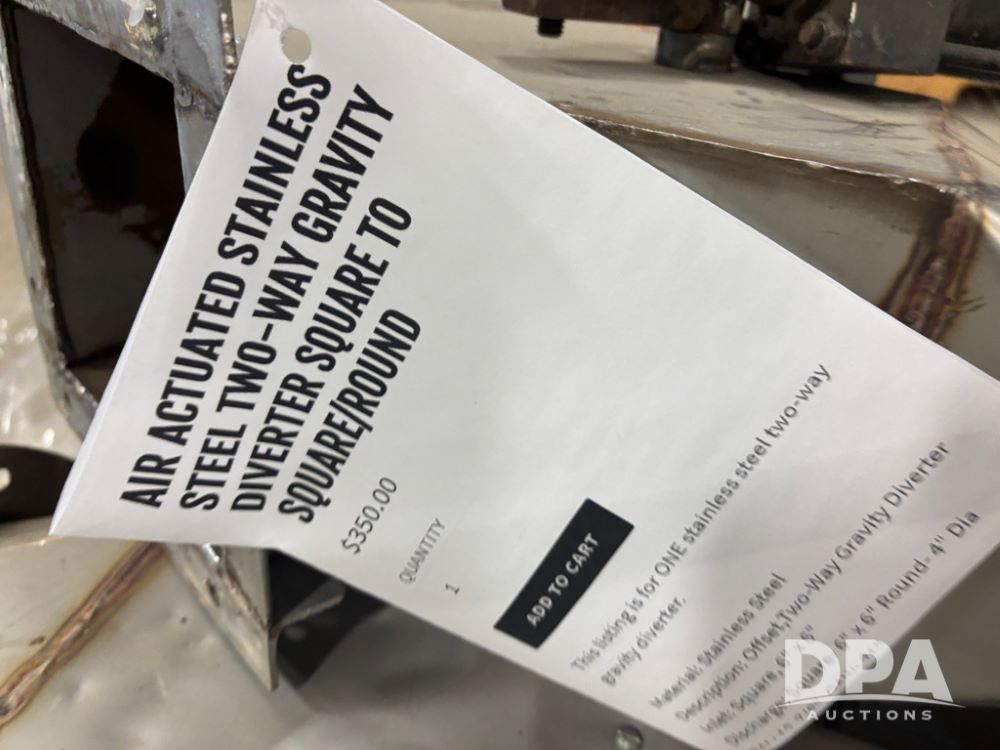 AIR ACTUATED STAINLESS
STEEL TWO-WAY GRAVITY
DIVERTER SQUARE TO
SQUARE/ROUND
$350.00
QUANTITY
1
ADD TO CART
This listing is for ONE stainless steel two-way
gravity diverter.
Material: Stainless Steel
Description: Offset,Two-Way Gravity Diverter
Inlet: Square, 6" 
x 6" Round- 4" Dia
DPA
AUCTIONS